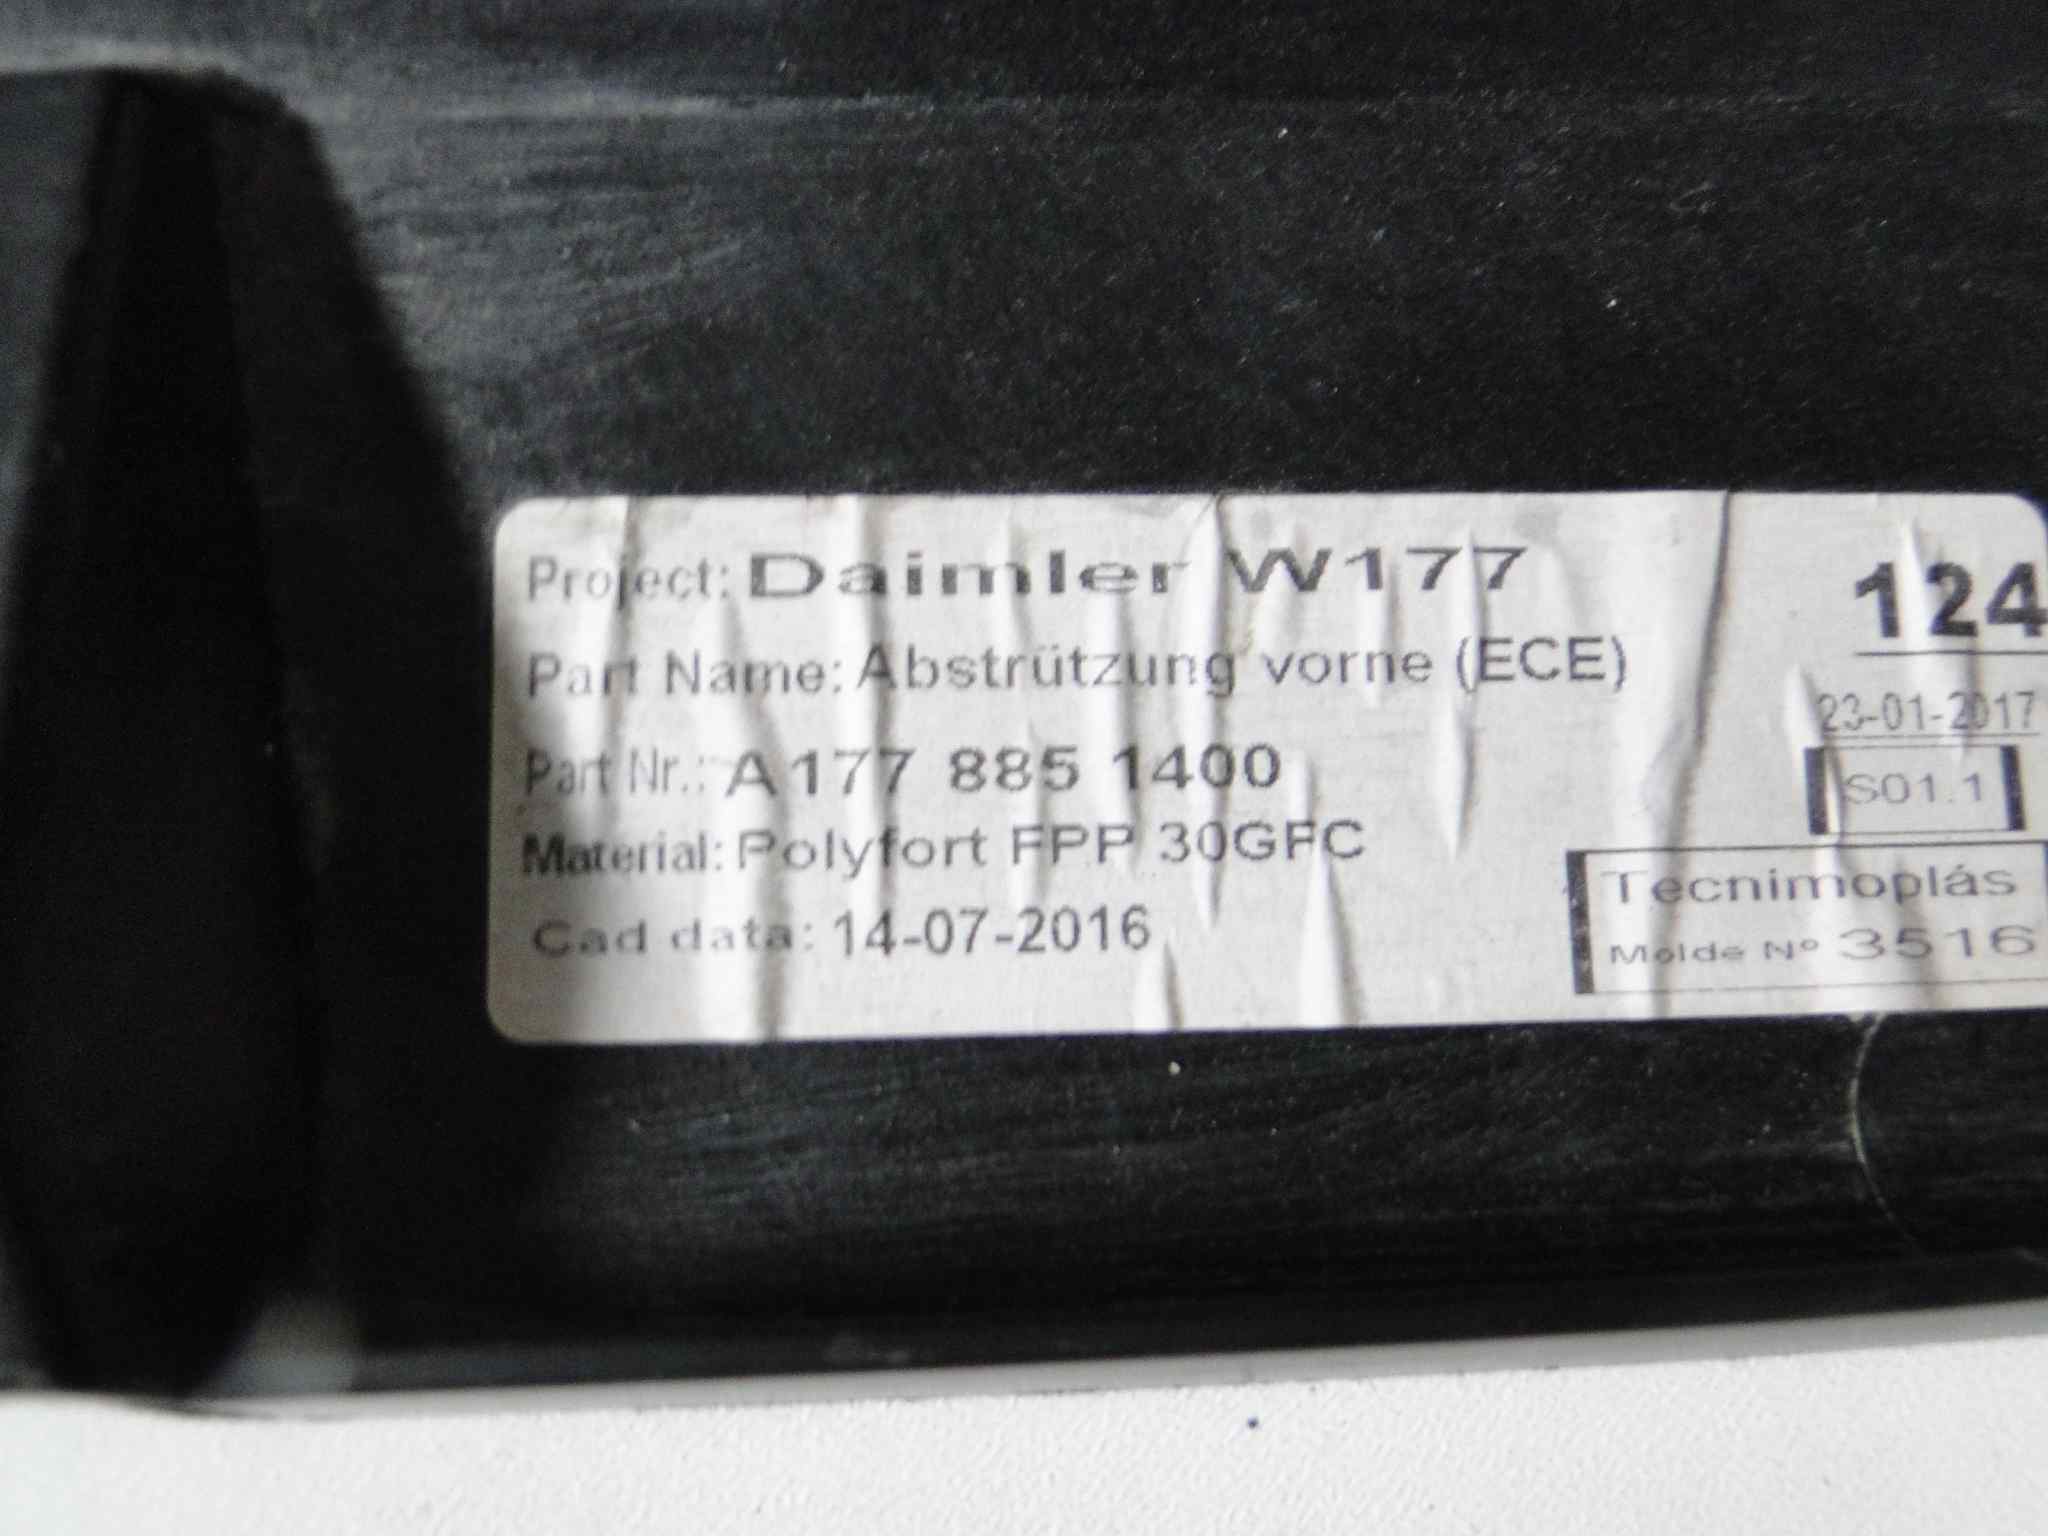 Project: Daimler W177
Part Name: Abstrützung vorne (ECE)
Part Nr.: A177 885 1400
Material: Polyfort FPP 30GFC
Cad data: 14-07-2016
124
23-01-2017
S01.1
Tecnimoplás
Molde Nº 3516